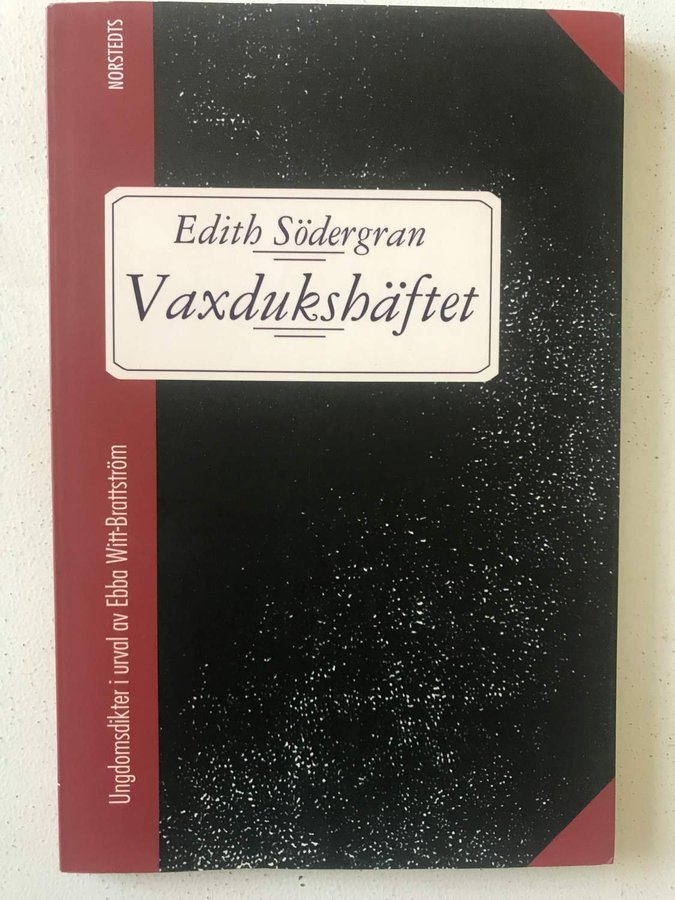 NORSTEDTS
Edith Södergran
Vaxdukshäftet
Ungdomsdikter i urval av Ebba Witt-Brattström